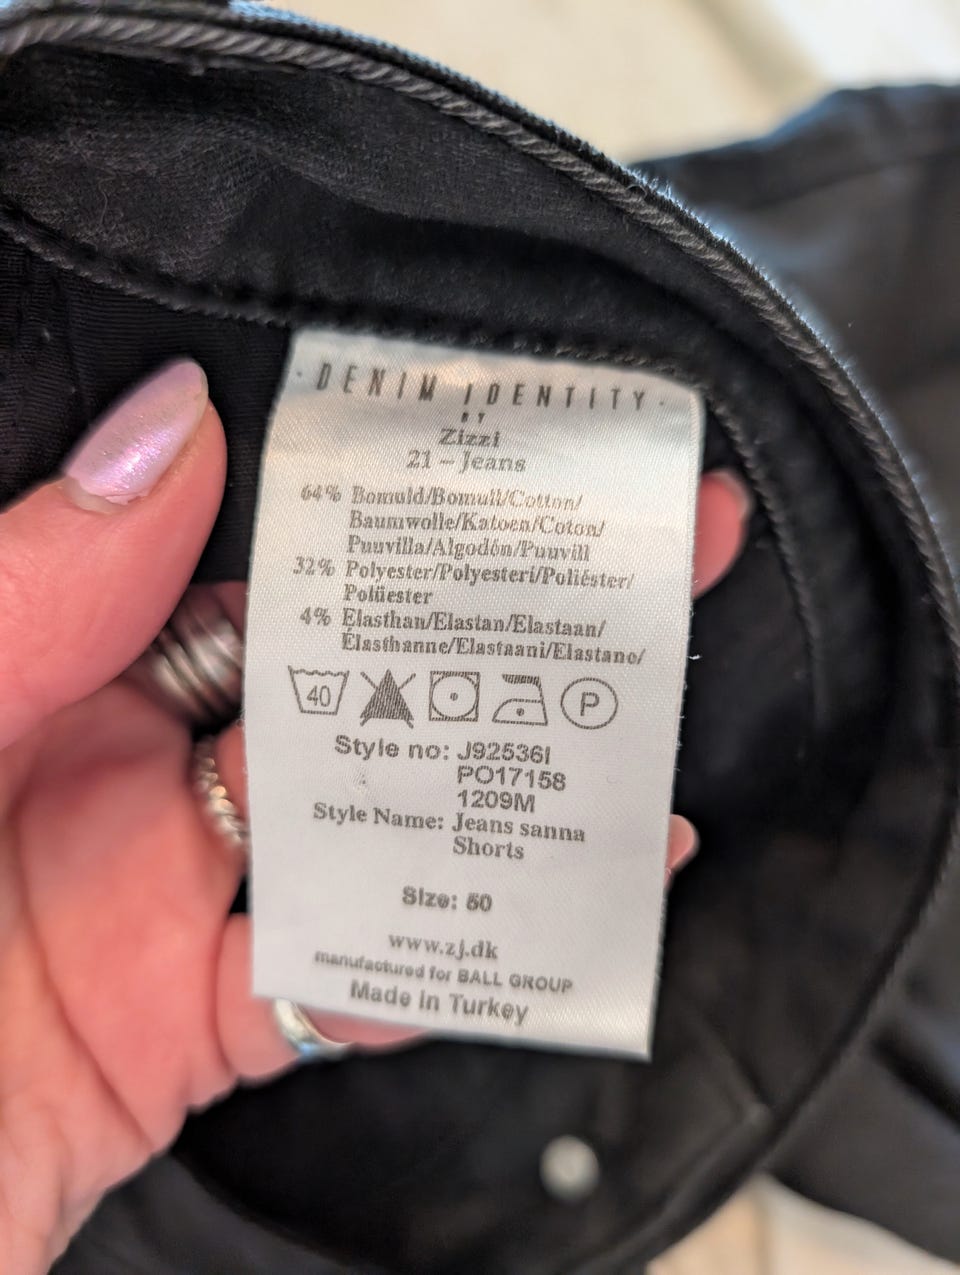 · DENIM IDENTITY ·
BY
Zizzi
21 – Jeans
64% Bomuld/Bomull/Cotton/
Baumwolle/Katoen/Coton/
Puuvilla/Algodón/Puuvill
32% Polyester/Polyesteri/Poliéster/
Polüester
4% Elasthan/Elastan/Elastaan/
Élasthanne/Elastaani/Elastano/
40 P
Style no: J92536I
PO17158
1209M
Style Name: Jeans sanna
Shorts
Size: 50
www.zj.dk
manufactured for BALL GROUP
Made in Turkey